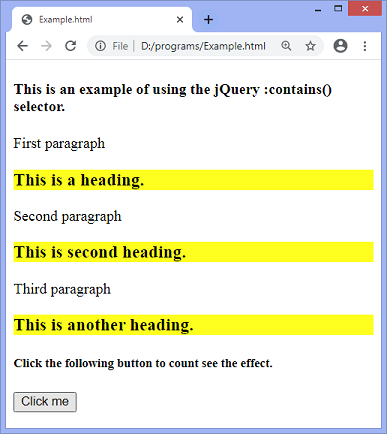 Example.html
File | D:/programs/Example.html
This is an example of using the jQuery :contains()
selector.
First paragraph
This is a heading.
Second paragraph
This is second heading.
Third paragraph
This is another heading.
Click the following button to count see the effect.
Click me